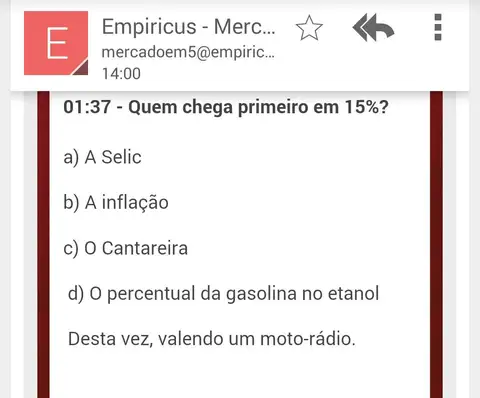 E
Empiricus - Merc...
mercadoem5@empiric...
14:00
01:37 - Quem chega primeiro em 15%?
a) A Selic
b) A inflação
c) O Cantareira
d) O percentual da gasolina no etanol
Desta vez, valendo um moto-rádio.